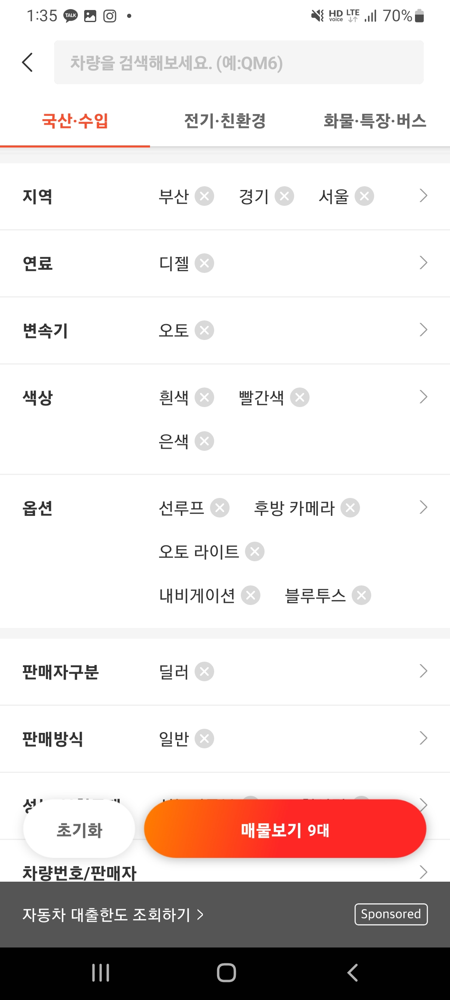 1:35 TALK HD voice LTE 70%
차량을 검색해보세요. (예:QM6)
국산·수입 전기·친환경 화물·특장·버스
지역 부산 경기 서울
연료 디젤
변속기 오토
색상 흰색 빨간색
은색
옵션 선루프 후방 카메라
오토 라이트
내비게이션 블루투스
판매자구분 딜러
판매방식 일반
초기화 매물보기 9대
차량번호/판매자
자동차 대출한도 조회하기 > Sponsored